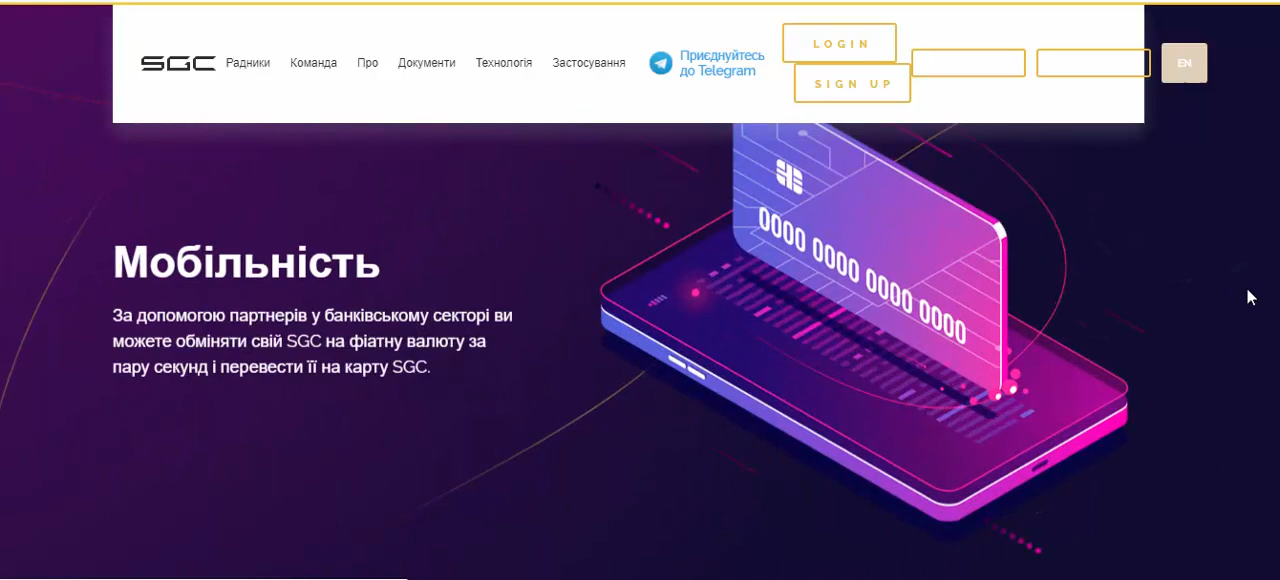 SGC
Радники
Команда
Про
Документи
Технологія
Застосування
Приєднуйтесь
до Telegram
LOGIN
SIGN UP
EN
0000 0000 0000 0000
Мобільність
За допомогою партнерів у банківському секторі ви
можете обміняти свій SGC на фіатну валюту за
пару секунд і перевести її на карту SGC.